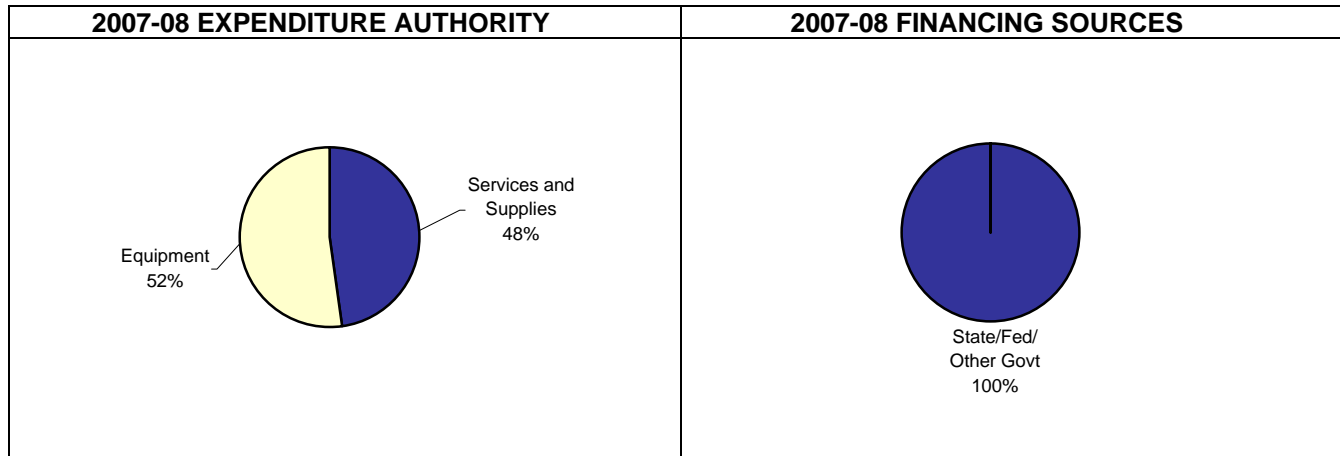 2007-08 EXPENDITURE AUTHORITY
Services and
Supplies
48%
Equipment
52%
2007-08 FINANCING SOURCES
State/Fed/
Other Govt
100%